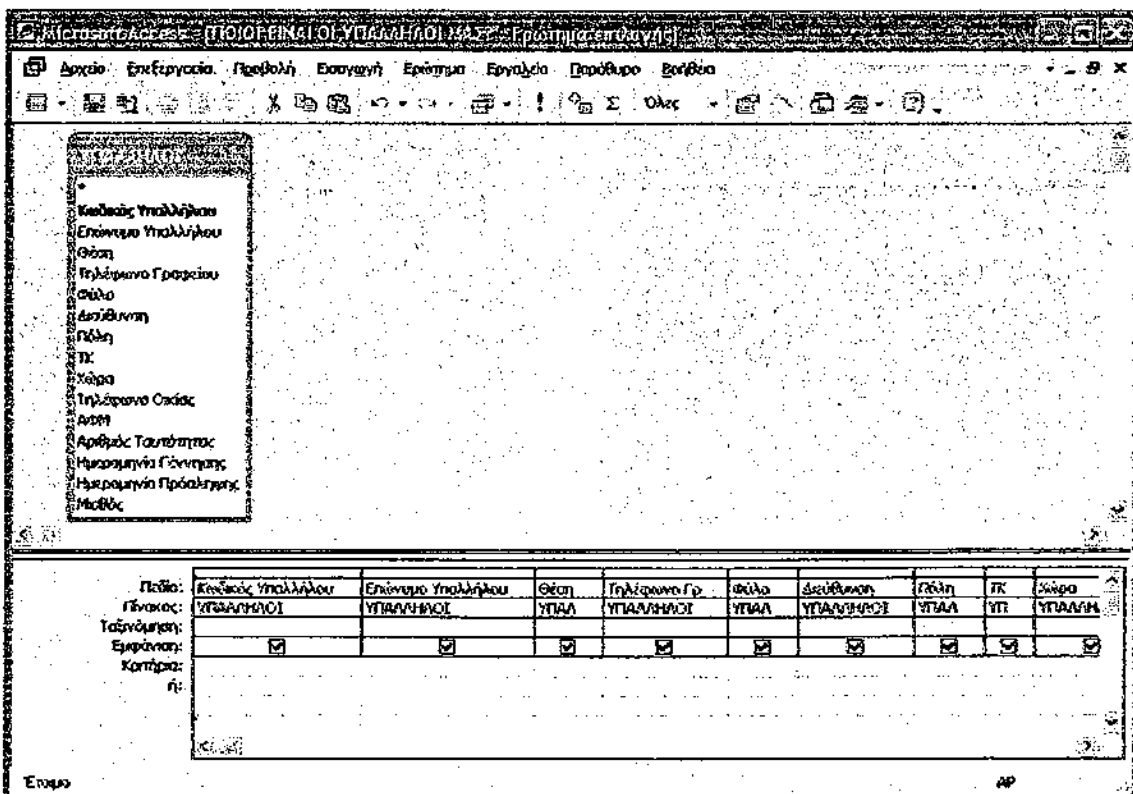 Microsoft Access - [ΠΟΙΟΙ ΕΙΝΑΙ ΟΙ ΥΠΑΛΛΗΛΟΙ ΜΑΣ? : Ερώτημα επιλογής]
Αρχείο Επεξεργασία Προβολή Εισαγωγή Ερώτημα Εργαλεία Παράθυρο Βοήθεια
Σ Όλες
*
Κωδικός Υπαλλήλου
Επώνυμο Υπαλλήλου
Θέση
Τηλέφωνο Γραφείου
Φύλο
Διεύθυνση
Πόλη
ΤΚ
Χώρα
Τηλέφωνο Οικίας
ΑΦΜ
Αριθμός Ταυτότητας
Ημερομηνία Γέννησης
Ημερομηνία Πρόσληψης
Μισθός
Πεδίο: Κωδικός Υπαλλήλου Επώνυμο Υπαλλήλου Θέση Τηλέφωνο Γρ Φύλο Διεύθυνση Πόλη ΤΚ Χώρα
Πίνακας: ΥΠΑΛΛΗΛΟΙ ΥΠΑΛΛΗΛΟΙ ΥΠΑΛ ΥΠΑΛΛΗΛΟΙ ΥΠΑΛ ΥΠΑΛΛΗΛΟΙ ΥΠΑΛ ΥΠ ΥΠΑΛΛΗΛ
Ταξινόμηση:
Εμφάνιση:
Κριτήρια:
ή:
Έτοιμο ΑΡ